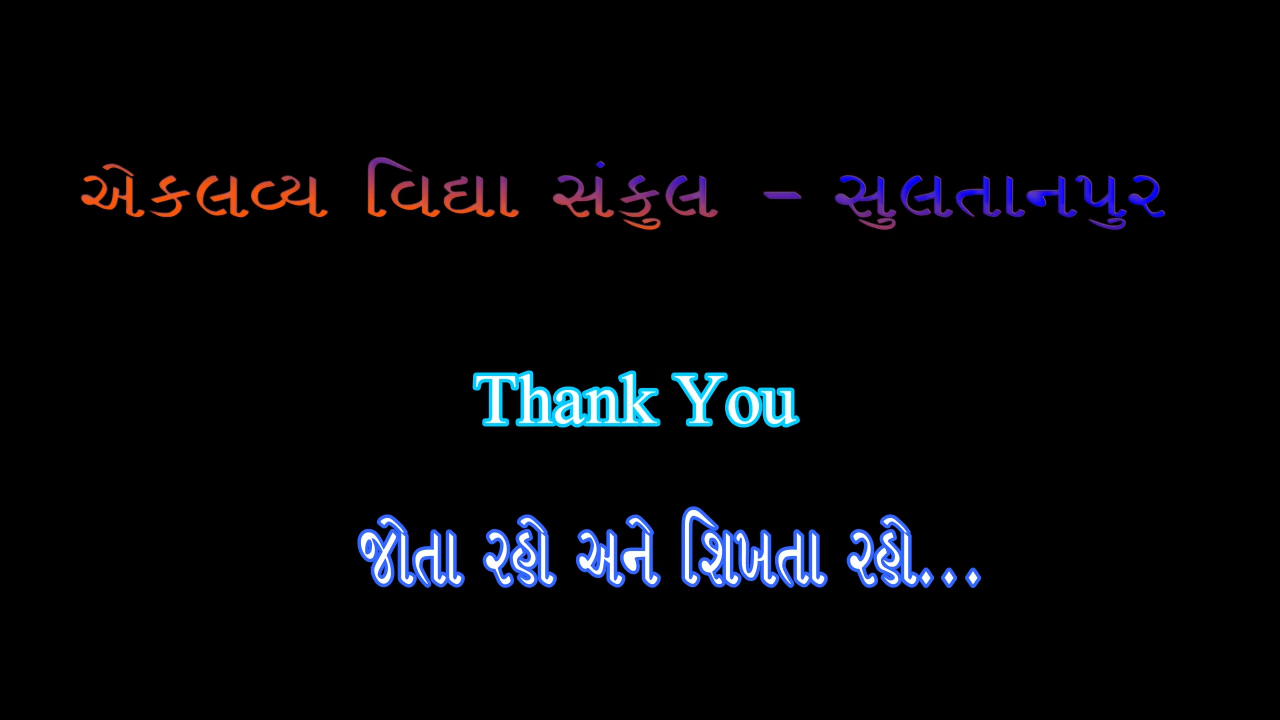 એકલવ્ય વિદ્યા સંકુલ - સુલતાનપુર
Thank You
જોતા રહો અને શિખતા રહો...